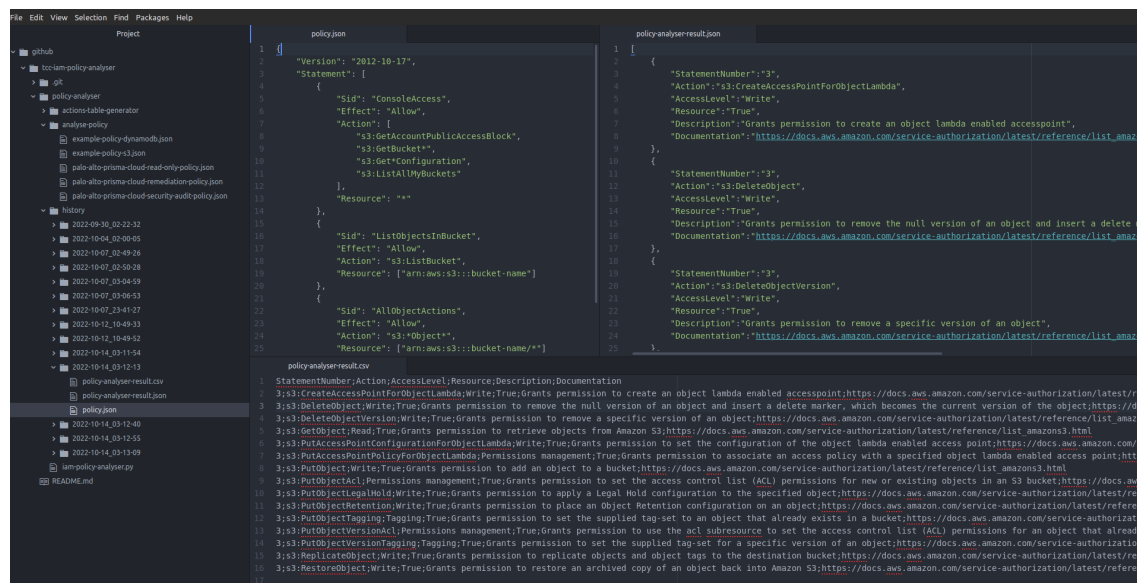 File Edit View Selection Find Packages Help
Project
github
tcc-iam-policy-analyser
.git
policy-analyser
actions-table-generator
analyse-policy
example-policy-dynamodb.json
example-policy-s3.json
palo-alto-prisma-cloud-read-only-policy.json
palo-alto-prisma-cloud-remediation-policy.json
palo-alto-prisma-cloud-security-audit-policy.json
history
2022-09-30_02-22-32
2022-10-04_02-00-05
2022-10-07_02-49-26
2022-10-07_02-50-28
2022-10-07_03-04-59
2022-10-07_03-06-53
2022-10-07_23-41-27
2022-10-12_10-49-33
2022-10-12_10-49-52
2022-10-14_03-11-54
2022-10-14_03-12-13
policy-analyser-result.csv
policy-analyser-result.json
policy.json
2022-10-14_03-12-40
2022-10-14_03-12-55
2022-10-14_03-13-09
iam-policy-analyser.py
README.md
policy.json
1 {
2 "Version": "2012-10-17",
3 "Statement": [
4 {
5 "Sid": "ConsoleAccess",
6 "Effect": "Allow",
7 "Action": [
8 "s3:GetAccountPublicAccessBlock",
9 "s3:GetBucket*",
10 "s3:Get*Configuration",
11 "s3:ListAllMyBuckets"
12 ],
13 "Resource": "*"
14 },
15 {
16 "Sid": "ListObjectsInBucket",
17 "Effect": "Allow",
18 "Action": "s3:ListBucket",
19 "Resource": ["arn:aws:s3:::bucket-name"]
20 },
21 {
22 "Sid": "AllObjectActions",
23 "Effect": "Allow",
24 "Action": "s3:*Object*",
25 "Resource": ["arn:aws:s3:::bucket-name/*"]
policy-analyser-result.json
1 [
2 {
3 "StatementNumber":"3",
4 "Action":"s3:CreateAccessPointForObjectLambda",
5 "AccessLevel":"Write",
6 "Resource":"True",
7 "Description":"Grants permission to create an object lambda enabled accesspoint",
8 "Documentation":"https://docs.aws.amazon.com/service-authorization/latest/reference/list_amaz
9 },
10 {
11 "StatementNumber":"3",
12 "Action":"s3:DeleteObject",
13 "AccessLevel":"Write",
14 "Resource":"True",
15 "Description":"Grants permission to remove the null version of an object and insert a delete
16 "Documentation":"https://docs.aws.amazon.com/service-authorization/latest/reference/list_amaz
17 },
18 {
19 "StatementNumber":"3",
20 "Action":"s3:DeleteObjectVersion",
21 "AccessLevel":"Write",
22 "Resource":"True",
23 "Description":"Grants permission to remove a specific version of an object",
24 "Documentation":"https://docs.aws.amazon.com/service-authorization/latest/reference/list_amaz
25 },
policy-analyser-result.csv
1 StatementNumber;Action;AccessLevel;Resource;Description;Documentation
2 3;s3:CreateAccessPointForObjectLambda;Write;True;Grants permission to create an object lambda enabled accesspoint;https://docs.aws.amazon.com/service-authorization/latest/r
3 3;s3:DeleteObject;Write;True;Grants permission to remove the null version of an object and insert a delete marker, which becomes the current version of the object;https://d
4 3;s3:DeleteObjectVersion;Write;True;Grants permission to remove a specific version of an object;https://docs.aws.amazon.com/service-authorization/latest/reference/list_amaz
5 3;s3:GetObject;Read;True;Grants permission to retrieve objects from Amazon S3;https://docs.aws.amazon.com/service-authorization/latest/reference/list_amazons3.html
6 3;s3:PutAccessPointConfigurationForObjectLambda;Write;True;Grants permission to set the configuration of the object lambda enabled access point;https://docs.aws.amazon.com/
7 3;s3:PutAccessPointPolicyForObjectLambda;Permissions management;True;Grants permission to associate an access policy with a specified object lambda enabled access point;htt
8 3;s3:PutObject;Write;True;Grants permission to add an object to a bucket;https://docs.aws.amazon.com/service-authorization/latest/reference/list_amazons3.html
9 3;s3:PutObjectAcl;Permissions management;True;Grants permission to set the access control list (ACL) permissions for new or existing objects in an S3 bucket;https://docs.aw
10 3;s3:PutObjectLegalHold;Write;True;Grants permission to apply a Legal Hold configuration to the specified object;https://docs.aws.amazon.com/service-authorization/latest/re
11 3;s3:PutObjectRetention;Write;True;Grants permission to place an Object Retention configuration on an object;https://docs.aws.amazon.com/service-authorization/latest/refere
12 3;s3:PutObjectTagging;Tagging;True;Grants permission to set the supplied tag-set to an object that already exists in a bucket;https://docs.aws.amazon.com/service-authorizat
13 3;s3:PutObjectVersionAcl;Permissions management;True;Grants permission to use the acl subresource to set the access control list (ACL) permissions for an object that alread
14 3;s3:PutObjectVersionTagging;Tagging;True;Grants permission to set the supplied tag-set for a specific version of an object;https://docs.aws.amazon.com/service-authorizatio
15 3;s3:ReplicateObject;Write;True;Grants permission to replicate objects and object tags to the destination bucket;https://docs.aws.amazon.com/service-authorization/latest/re
16 3;s3:RestoreObject;Write;True;Grants permission to restore an archived copy of an object back into Amazon S3;https://docs.aws.amazon.com/service-authorization/latest/refere
17